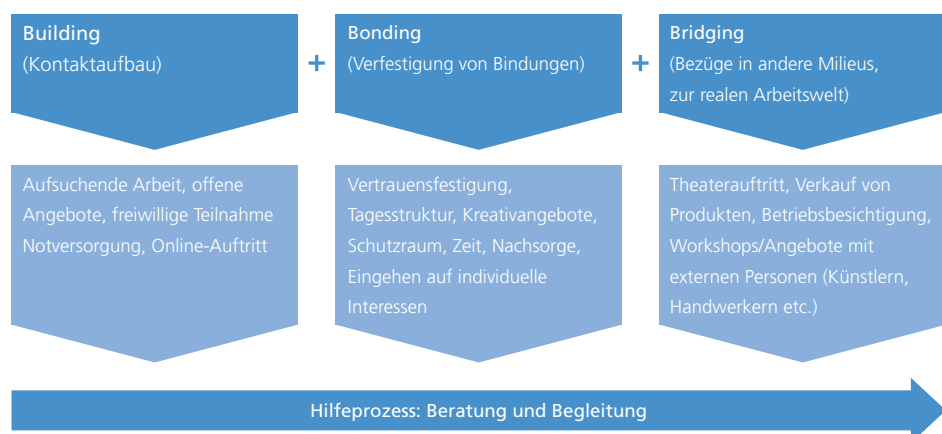 Building
(Kontaktaufbau)
+
Bonding
(Verfestigung von Bindungen)
+
Bridging
(Bezüge in andere Milieus,
zur realen Arbeitswelt)
Aufsuchende Arbeit, offene
Angebote, freiwillige Teilnahme
Notversorgung, Online-Auftritt
Vertrauensfestigung,
Tagesstruktur, Kreativangebote,
Schutzraum, Zeit, Nachsorge,
Eingehen auf individuelle
Interessen
Theaterauftritt, Verkauf von
Produkten, Betriebsbesichtigung,
Workshops/Angebote mit
externen Personen (Künstlern,
Handwerkern etc.)
Hilfeprozess: Beratung und Begleitung